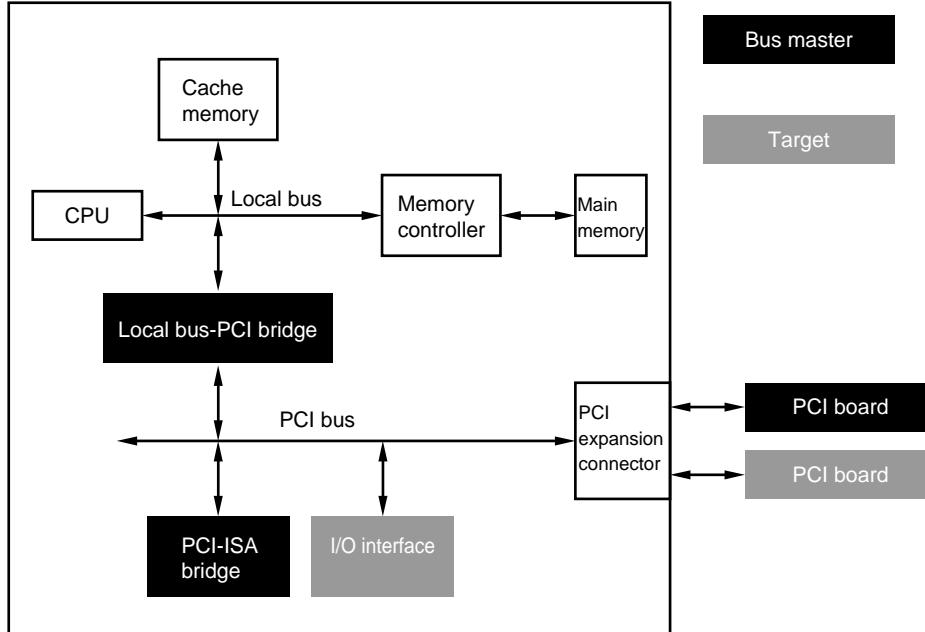 Bus master
Target
Cache
memory
Local bus
CPU
Memory
controller
Main
memory
Local bus-PCI bridge
PCI bus
PCI
expansion
connector
PCI board
PCI board
PCI-ISA
bridge
I/O interface